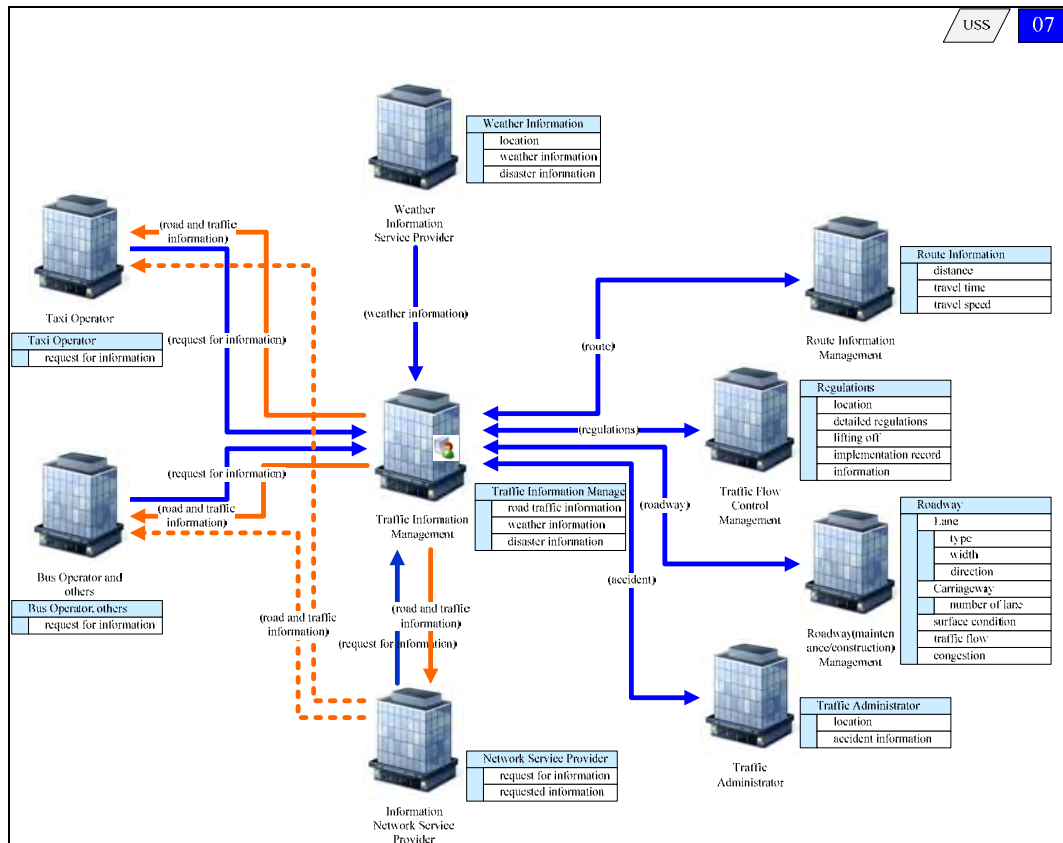 USS
07
Weather Information
location
weather information
disaster information
Weather
Information
Service Provider
(road and traffic
information)
Taxi Operator
Taxi Operator
request for information
(request for information)
(weather information)
Route Information
distance
travel time
travel speed
Route Information
Management
(route)
Regulations
location
detailed regulations
lifting off
implementation record
information
(regulations)
Traffic Flow
Control
Management
(request for information)
(road and traffic
information)
Bus Operator and
others
Bus Operator, others
request for information
Traffic Information
Management
Traffic Information Manage
road traffic information
weather information
disaster information
(roadway)
Roadway
Lane
type
width
direction
Carriageway
number of lane
surface condition
traffic flow
congestion
Roadway(mainten
ance/construction)
Management
(accident)
(road and traffic
information)
(road and traffic
information)
(request for information)
Traffic Administrator
location
accident information
Traffic
Administrator
Network Service Provider
request for information
requested information
Information
Network Service
Provider